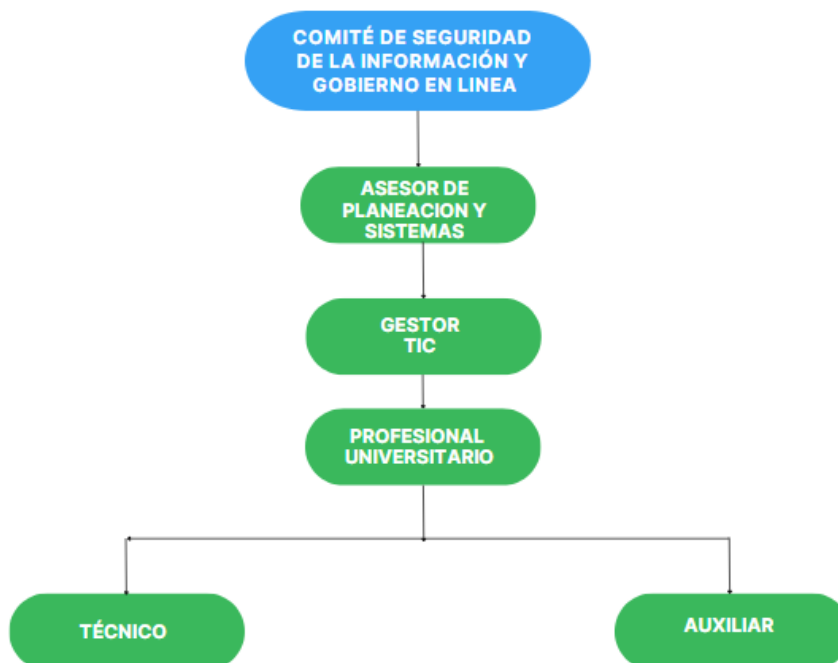 COMITÉ DE SEGURIDAD
DE LA INFORMACIÓN Y
GOBIERNO EN LINEA
ASESOR DE
PLANEACION Y
SISTEMAS
GESTOR
TIC
PROFESIONAL
UNIVERSITARIO
TÉCNICO
AUXILIAR